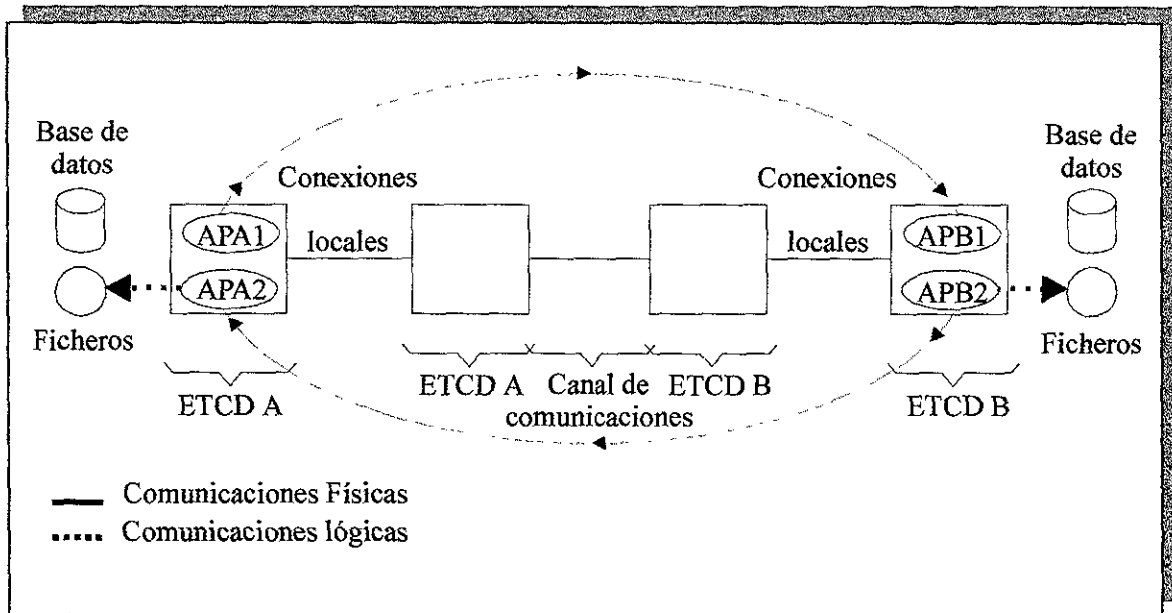 Base de
datos
Ficheros
APA1
APA2
ETCD A
Conexiones
locales
ETCD A
Canal de
comunicaciones
ETCD B
Conexiones
locales
APB1
APB2
ETCD B
Base de
datos
Ficheros
Comunicaciones Físicas
Comunicaciones lógicas